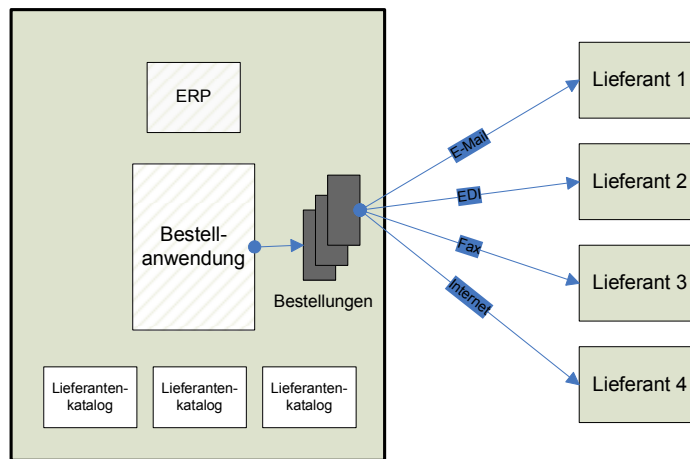 ERP
Bestell-
anwendung
Bestellungen
Lieferanten-
katalog
Lieferanten-
katalog
Lieferanten-
katalog
E-Mail
EDI
Fax
Internet
Lieferant 1
Lieferant 2
Lieferant 3
Lieferant 4